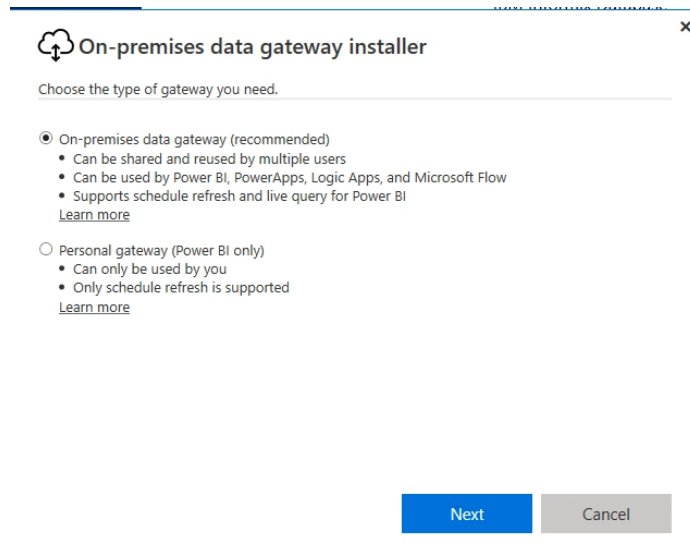 On-premises data gateway installer
Choose the type of gateway you need.
On-premises data gateway (recommended)
• Can be shared and reused by multiple users
• Can be used by Power BI, PowerApps, Logic Apps, and Microsoft Flow
• Supports schedule refresh and live query for Power BI
Learn more
Personal gateway (Power BI only)
• Can only be used by you
• Only schedule refresh is supported
Learn more
Next Cancel